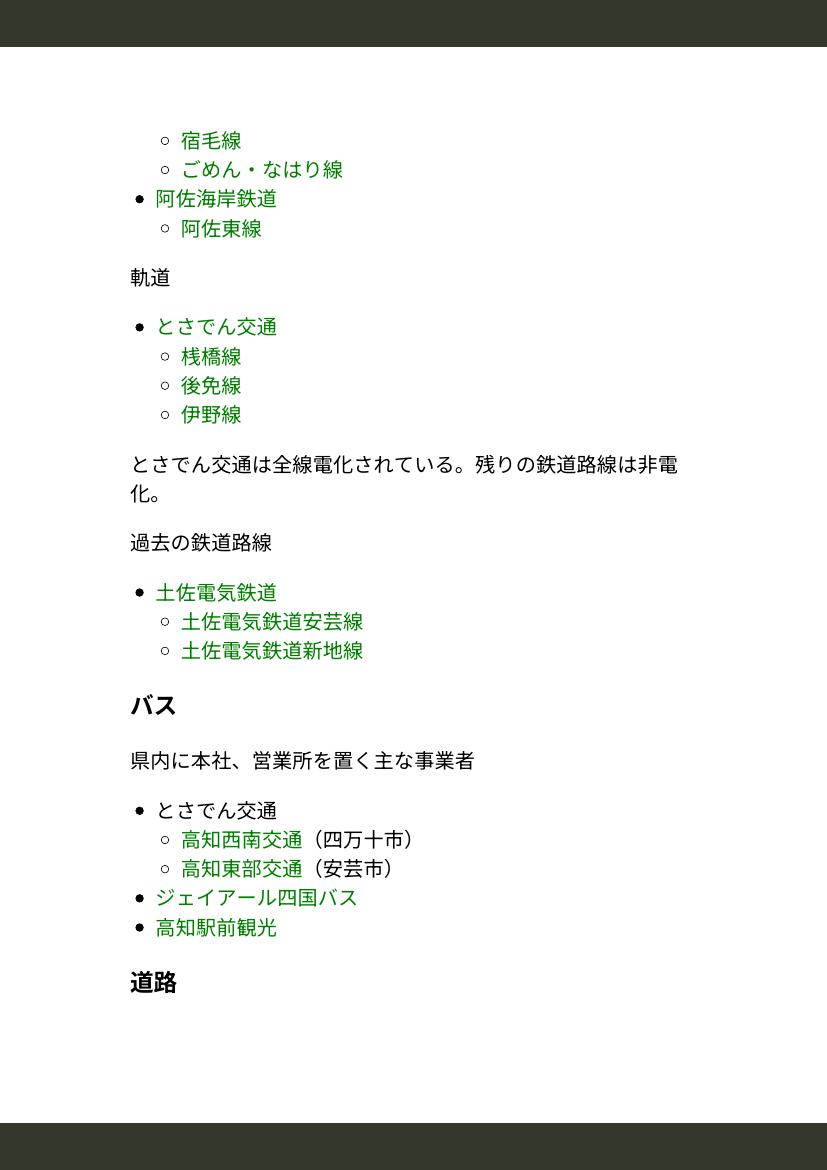 宿毛線
ごめん・なはり線
阿佐海岸鉄道
阿佐東線
軌道
とさでん交通
桟橋線
後免線
伊野線
とさでん交通は全線電化されている。残りの鉄道路線は非電
化。
過去の鉄道路線
土佐電気鉄道
土佐電気鉄道安芸線
土佐電気鉄道新地線
バス
県内に本社、営業所を置く主な事業者
とさでん交通
高知西南交通（四万十市）
高知東部交通（安芸市）
ジェイアール四国バス
高知駅前観光
道路